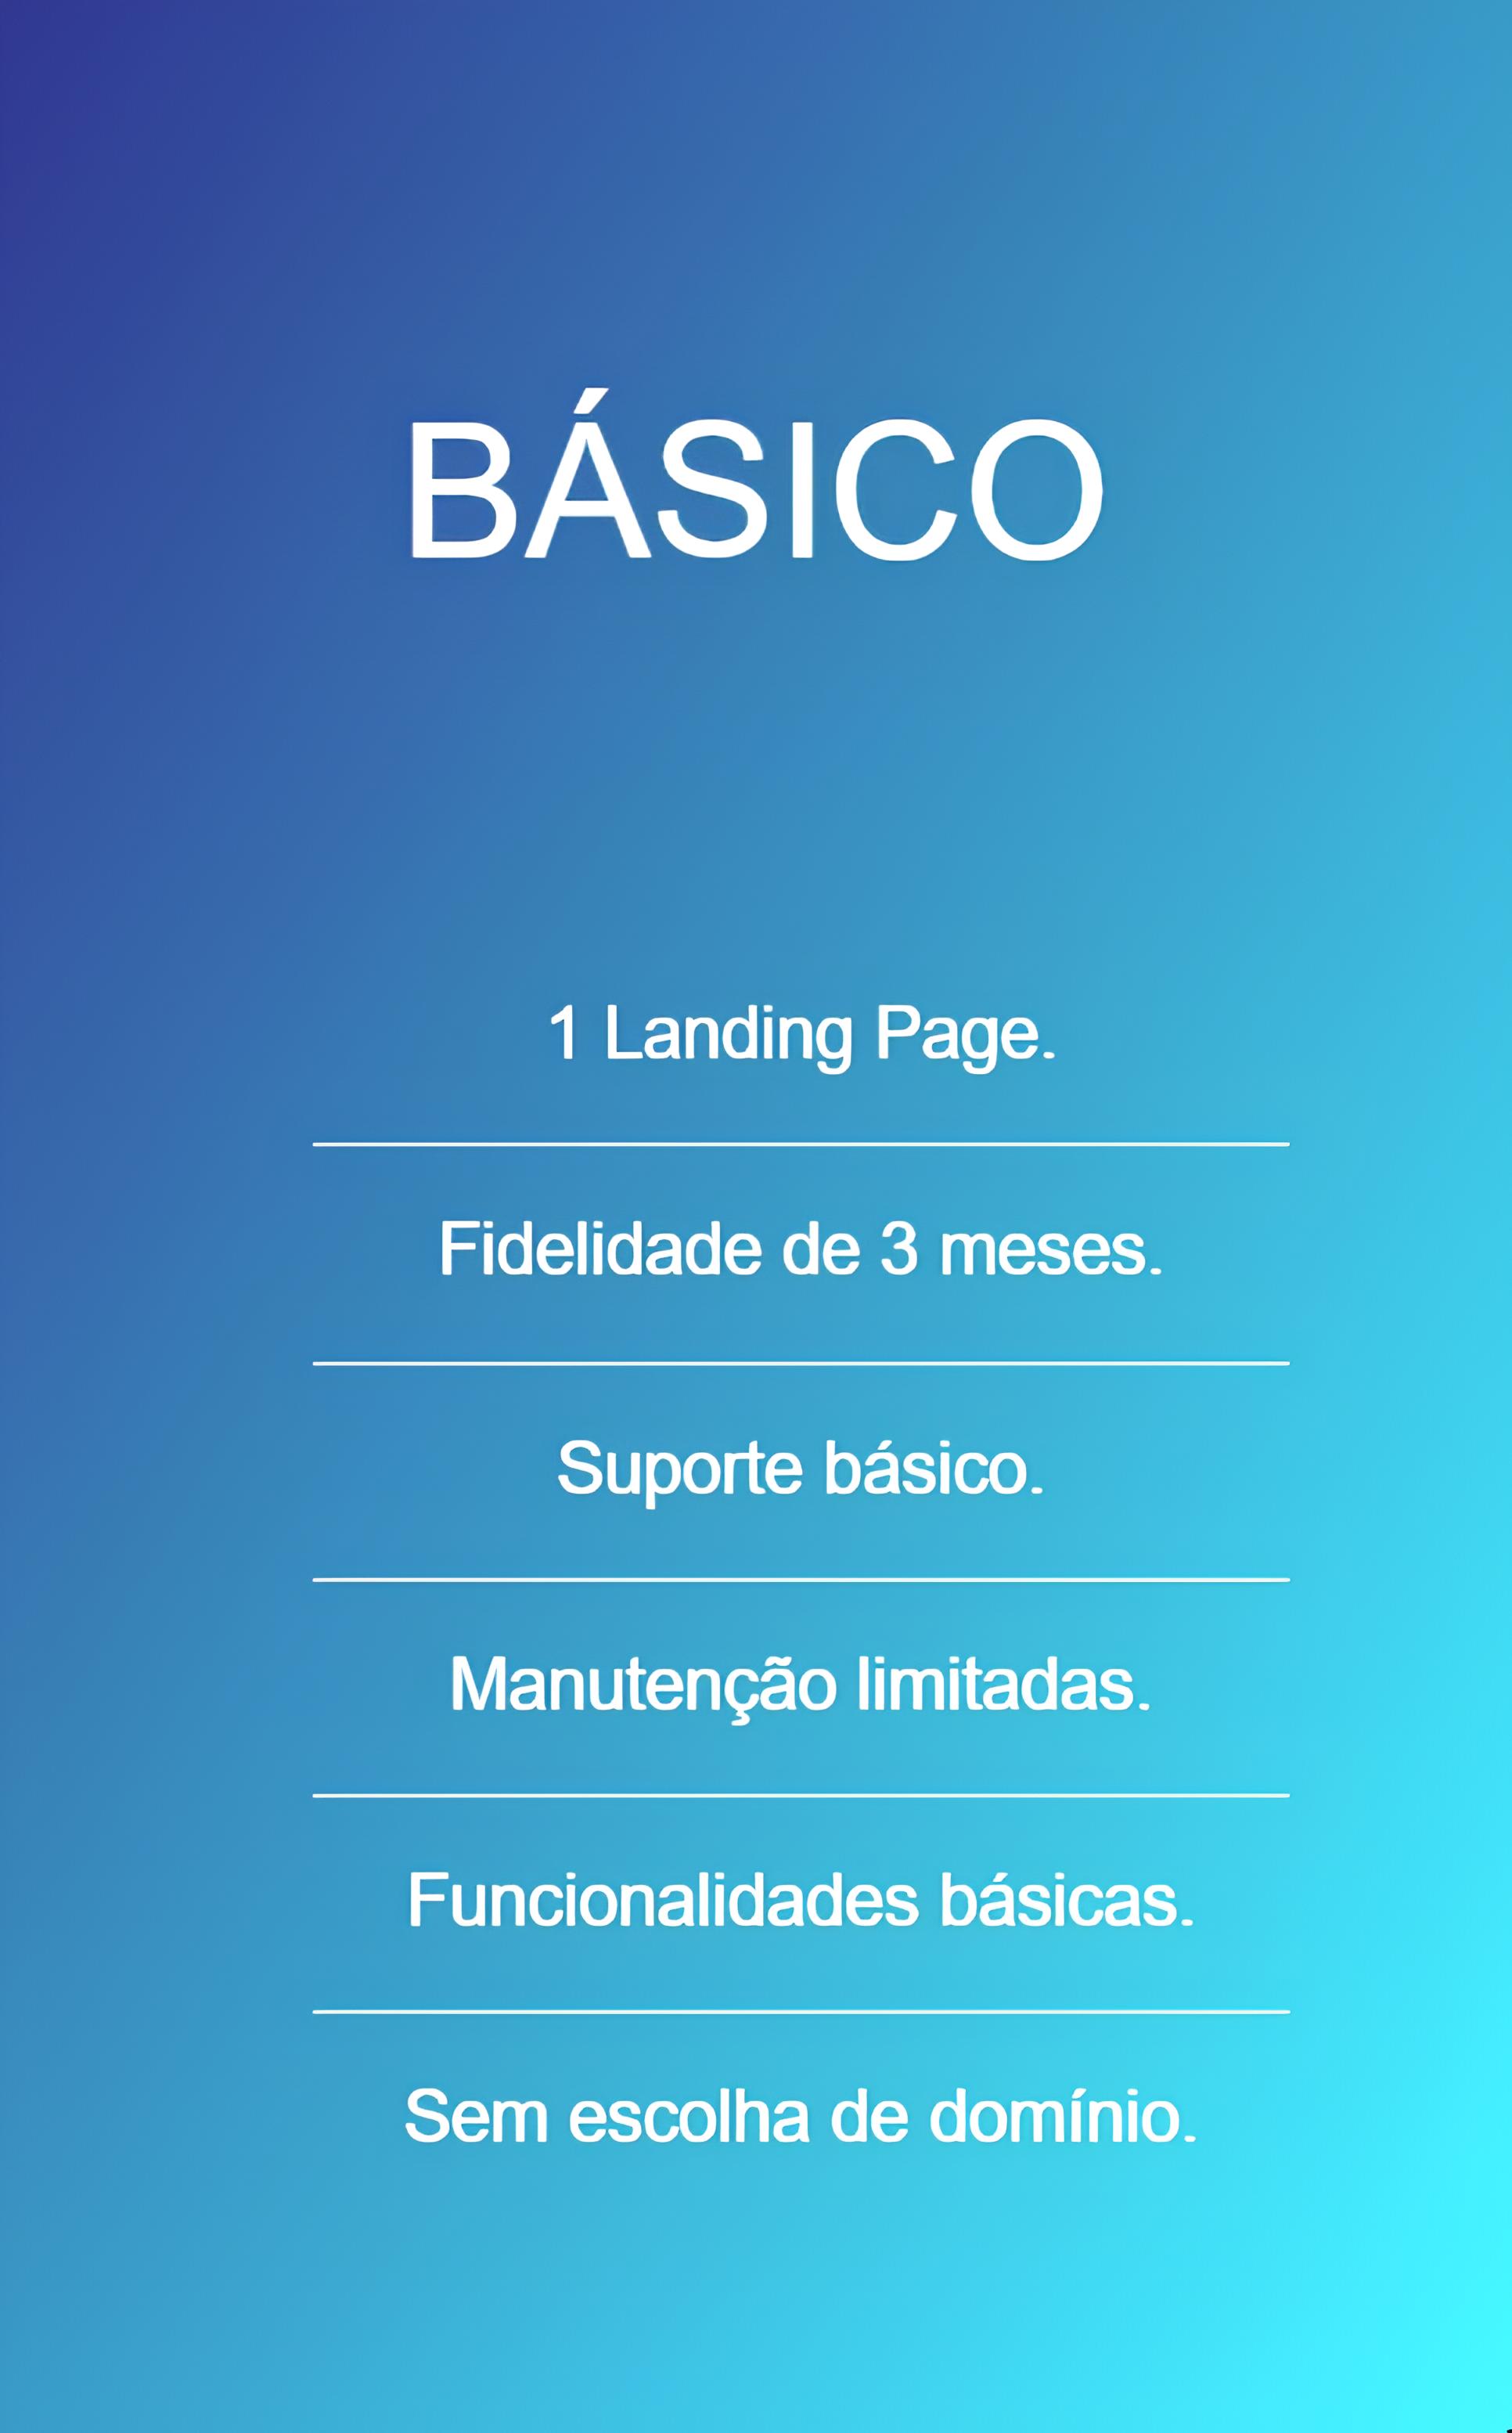 BÁSICO
1 Landing Page.
Fidelidade de 3 meses.
Suporte básico.
Manutenção limitadas.
Funcionalidades básicas.
Sem escolha de domínio.